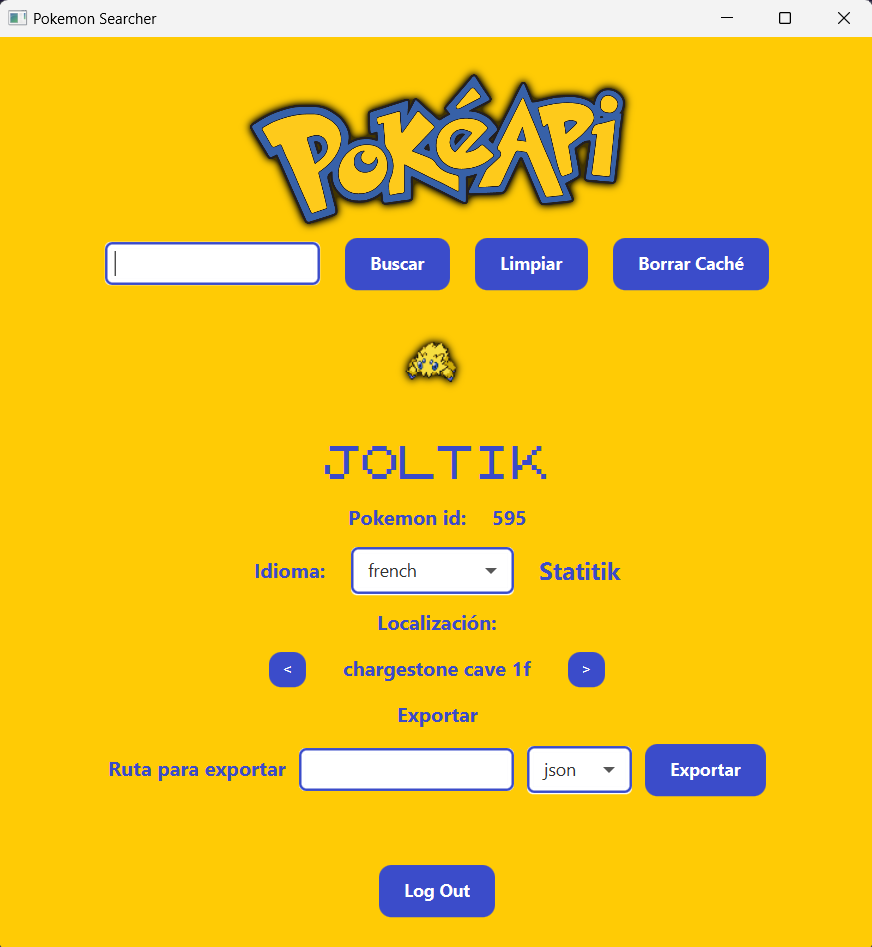 Pokemon Searcher
PokéApi
Buscar Limpiar Borrar Caché
JOLTIK
Pokemon id: 595
Idioma: french Statitik
Localización:
< chargestone cave 1f >
Exportar
Ruta para exportar json Exportar
Log Out